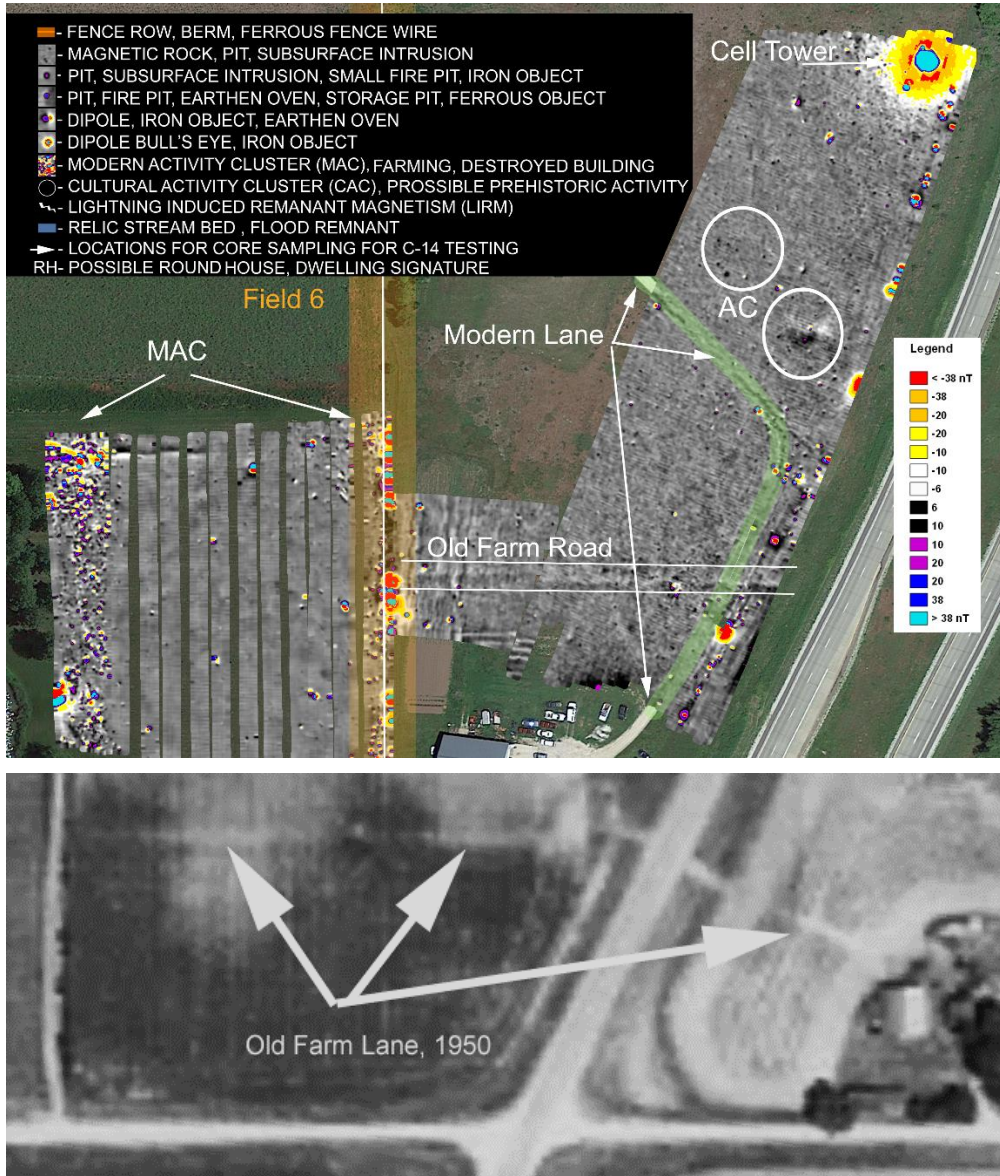 - FENCE ROW, BERM, FERROUS FENCE WIRE
- MAGNETIC ROCK, PIT, SUBSURFACE INTRUSION
- PIT, SUBSURFACE INTRUSION, SMALL FIRE PIT, IRON OBJECT
- PIT, FIRE PIT, EARTHEN OVEN, STORAGE PIT, FERROUS OBJECT
- DIPOLE, IRON OBJECT, EARTHEN OVEN
- DIPOLE BULL'S EYE, IRON OBJECT
- MODERN ACTIVITY CLUSTER (MAC), FARMING, DESTROYED BUILDING
- CULTURAL ACTIVITY CLUSTER (CAC), PROSSIBLE PREHISTORIC ACTIVITY
- LIGHTNING INDUCED REMANANT MAGNETISM (LIRM)
- RELIC STREAM BED , FLOOD REMNANT
- LOCATIONS FOR CORE SAMPLING FOR C-14 TESTING
RH- POSSIBLE ROUND HOUSE, DWELLING SIGNATURE
Cell Tower
Field 6
AC
Modern Lane
MAC
Old Farm Road
Legend
< -38 nT
-38
-20
-20
-10
-10
-6
6
10
10
20
20
38
> 38 nT
Old Farm Lane, 1950